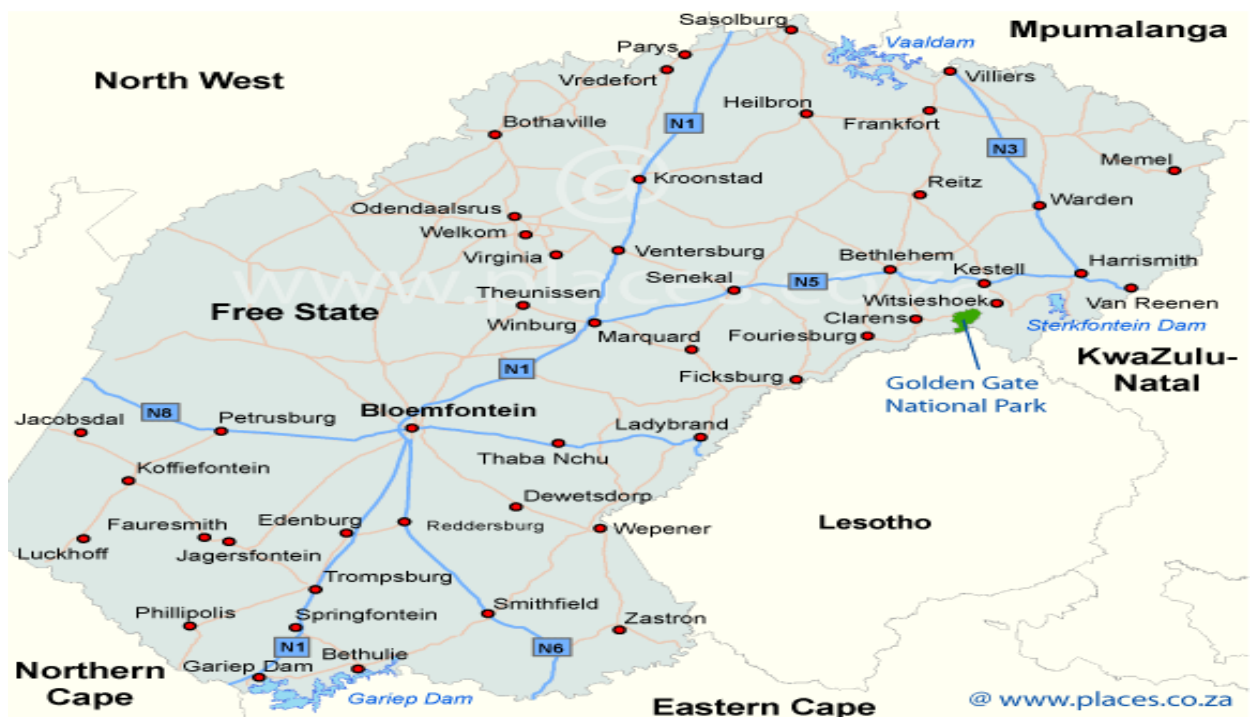 Sasolburg
Mpumalanga
Vaaldam
Parys
North West
Vredefort
Villiers
Heilbron
Bothaville
N1
Frankfort
N3
Memel
@
Kroonstad
Reitz
Odendaalsrus
Warden
Welkom
Virginia
Ventersburg
Bethlehem
Harrismith
www.places.co.za
Senekal
N5
Kestell
Theunissen
Witsieshoek
Van Reenen
Free State
Winburg
Marquard
Fouriesburg
Clarens
Sterkfontein Dam
KwaZulu-
Natal
N1
Ficksburg
Golden Gate
National Park
N8
Jacobsdal
Petrusburg
Bloemfontein
Ladybrand
Thaba Nchu
Koffiefontein
Dewetsdorp
Fauresmith
Edenburg
Reddersburg
Wepener
Lesotho
Luckhoff
Jagersfontein
Trompsburg
Phillipolis
Springfontein
Smithfield
Zastron
N1
N6
Northern
Cape
Gariep Dam
Bethulie
Gariep Dam
Eastern Cape
@ www.places.co.za